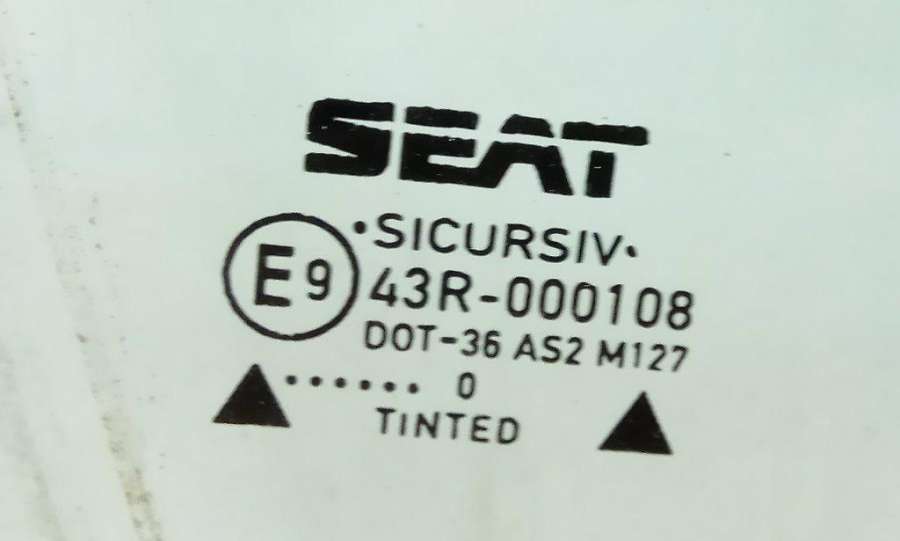 SEAT
•SICURSIV•
E9 43R-000108
DOT-36 AS2 M127
....... 0
TINTED